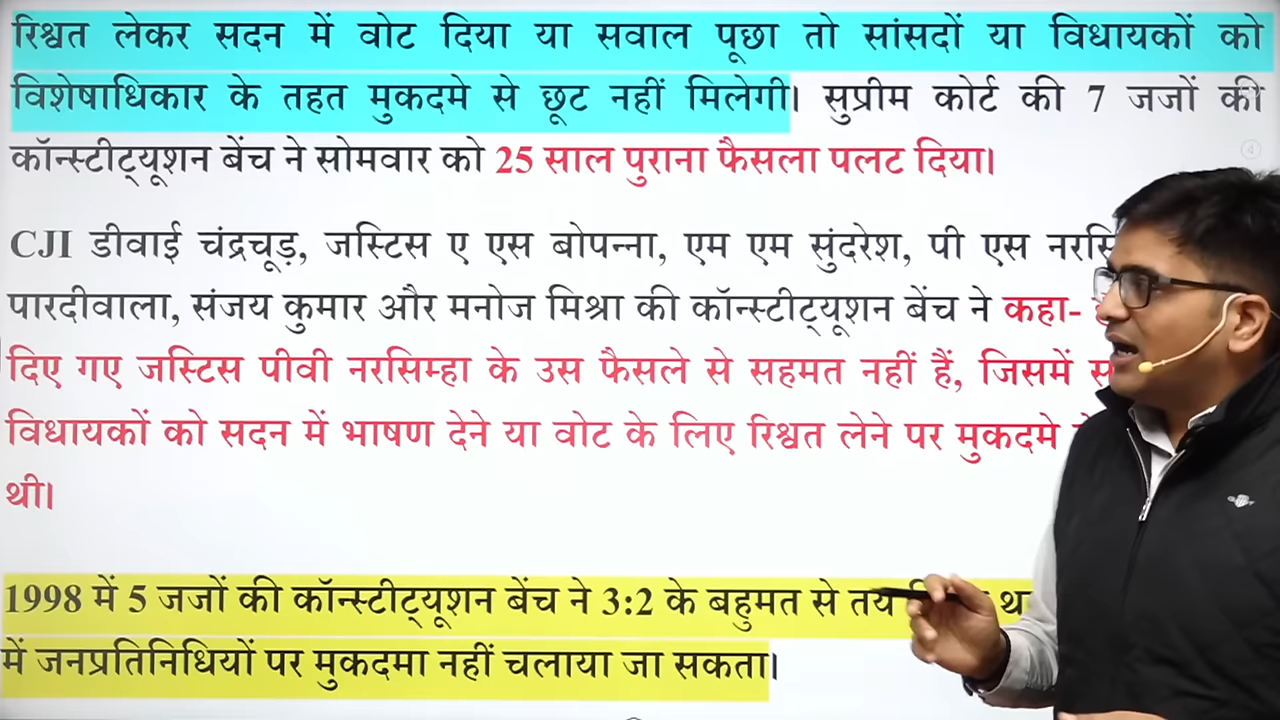 रिश्वत लेकर सदन में वोट दिया या सवाल पूछा तो सांसदों या विधायकों को
विशेषाधिकार के तहत मुकदमे से छूट नहीं मिलेगी। सुप्रीम कोर्ट की 7 जजों की
कॉन्स्टीट्यूशन बेंच ने सोमवार को 25 साल पुराना फैसला पलट दिया।
CJI डीवाई चंद्रचूड़, जस्टिस ए एस बोपन्ना, एम एम सुंदरेश, पी एस
पारदीवाला, संजय कुमार और मनोज मिश्रा की कॉन्स्टीट्यूशन बेंच ने कहा-
दिए गए जस्टिस पीवी नरसिम्हा के उस फैसले से सहमत नहीं हैं, जिसमें
विधायकों को सदन में भाषण देने या वोट के लिए रिश्वत लेने पर मुकदमे
थी।
1998 में 5 जजों की कॉन्स्टीट्यूशन बेंच ने 3:2 के बहुमत से तय
में जनप्रतिनिधियों पर मुकदमा नहीं चलाया जा सकता।